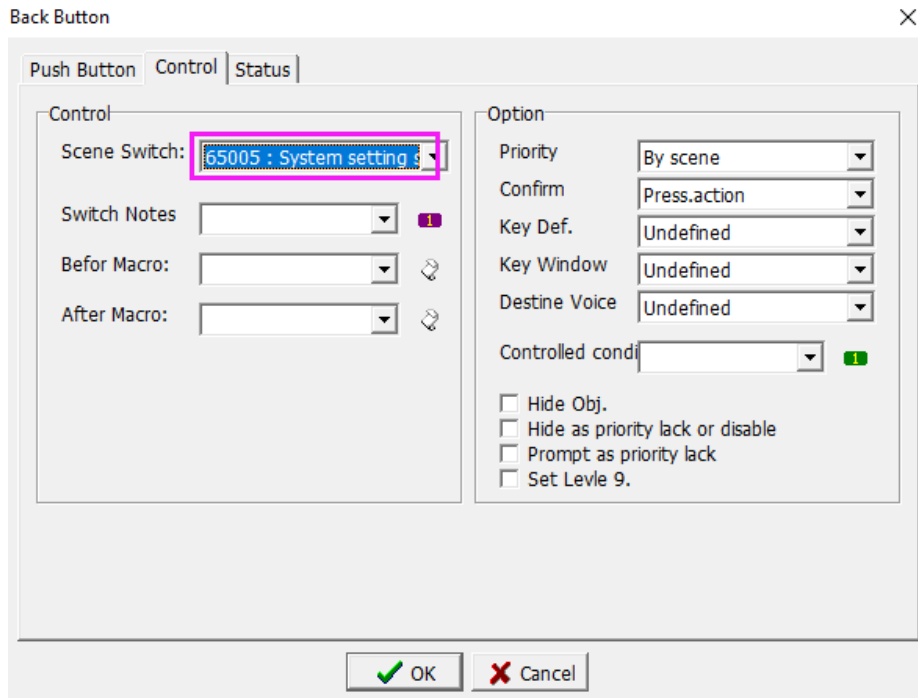 Back Button
Push Button Control Status
Control
Scene Switch: 65005 : System setting s
Switch Notes 1
Befor Macro:
After Macro:
Option
Priority By scene
Confirm Press.action
Key Def. Undefined
Key Window Undefined
Destine Voice Undefined
Controlled condi 1
Hide Obj.
Hide as priority lack or disable
Prompt as priority lack
Set Levle 9.
OK Cancel